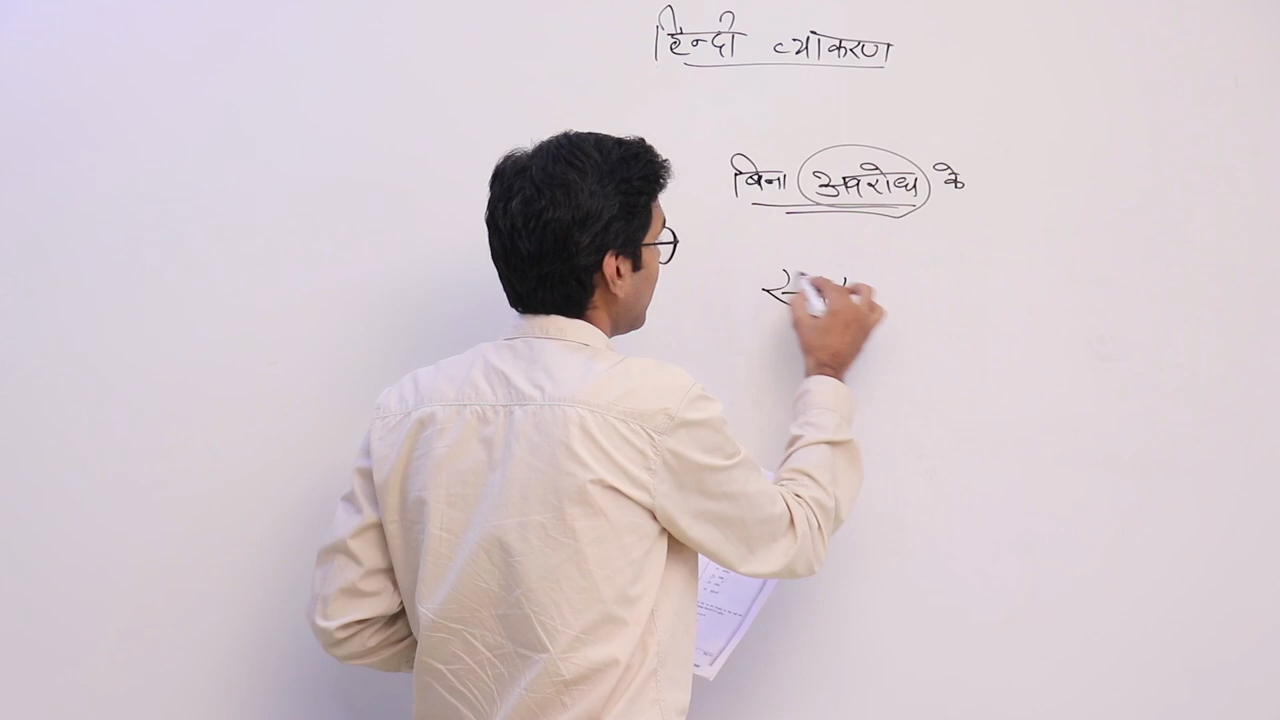 हिन्दी व्याकरण
बिना अवरोध के